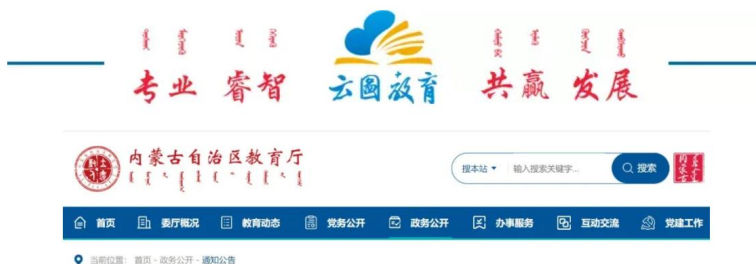 专业 睿智 云图教育 共赢 发展
内蒙古自治区教育厅
搜本站 输入搜索关键字... 搜索
内蒙古
首页 委厅概况 教育动态 党务公开 政务公开 办事服务 互动交流 党建工作
当前位置: 首页 - 政务公开 - 通知公告